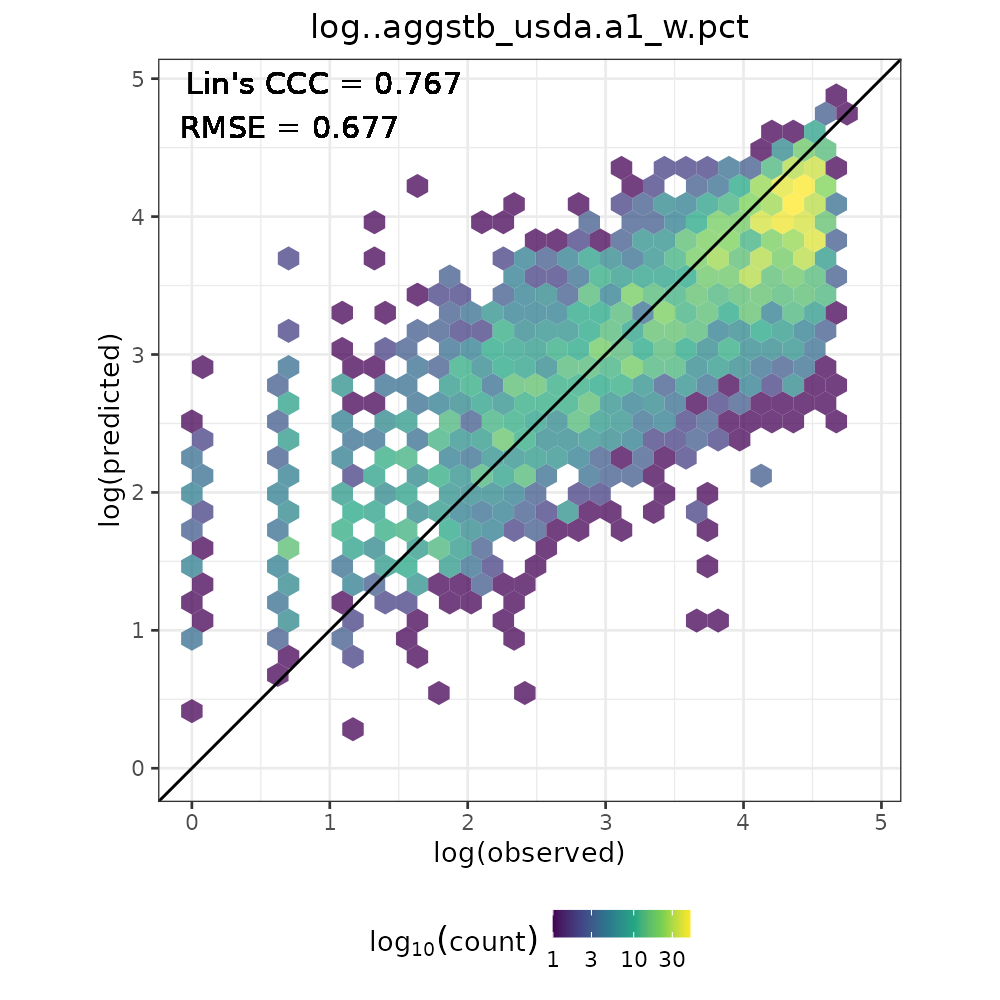 log..aggstb_usda.a1_w.pct
Lin's CCC = 0.767
RMSE = 0.677
5
4
3
2
1
0
log(predicted)
0 1 2 3 4 5
log(observed)
log₁₀(count)
1 3 10 30